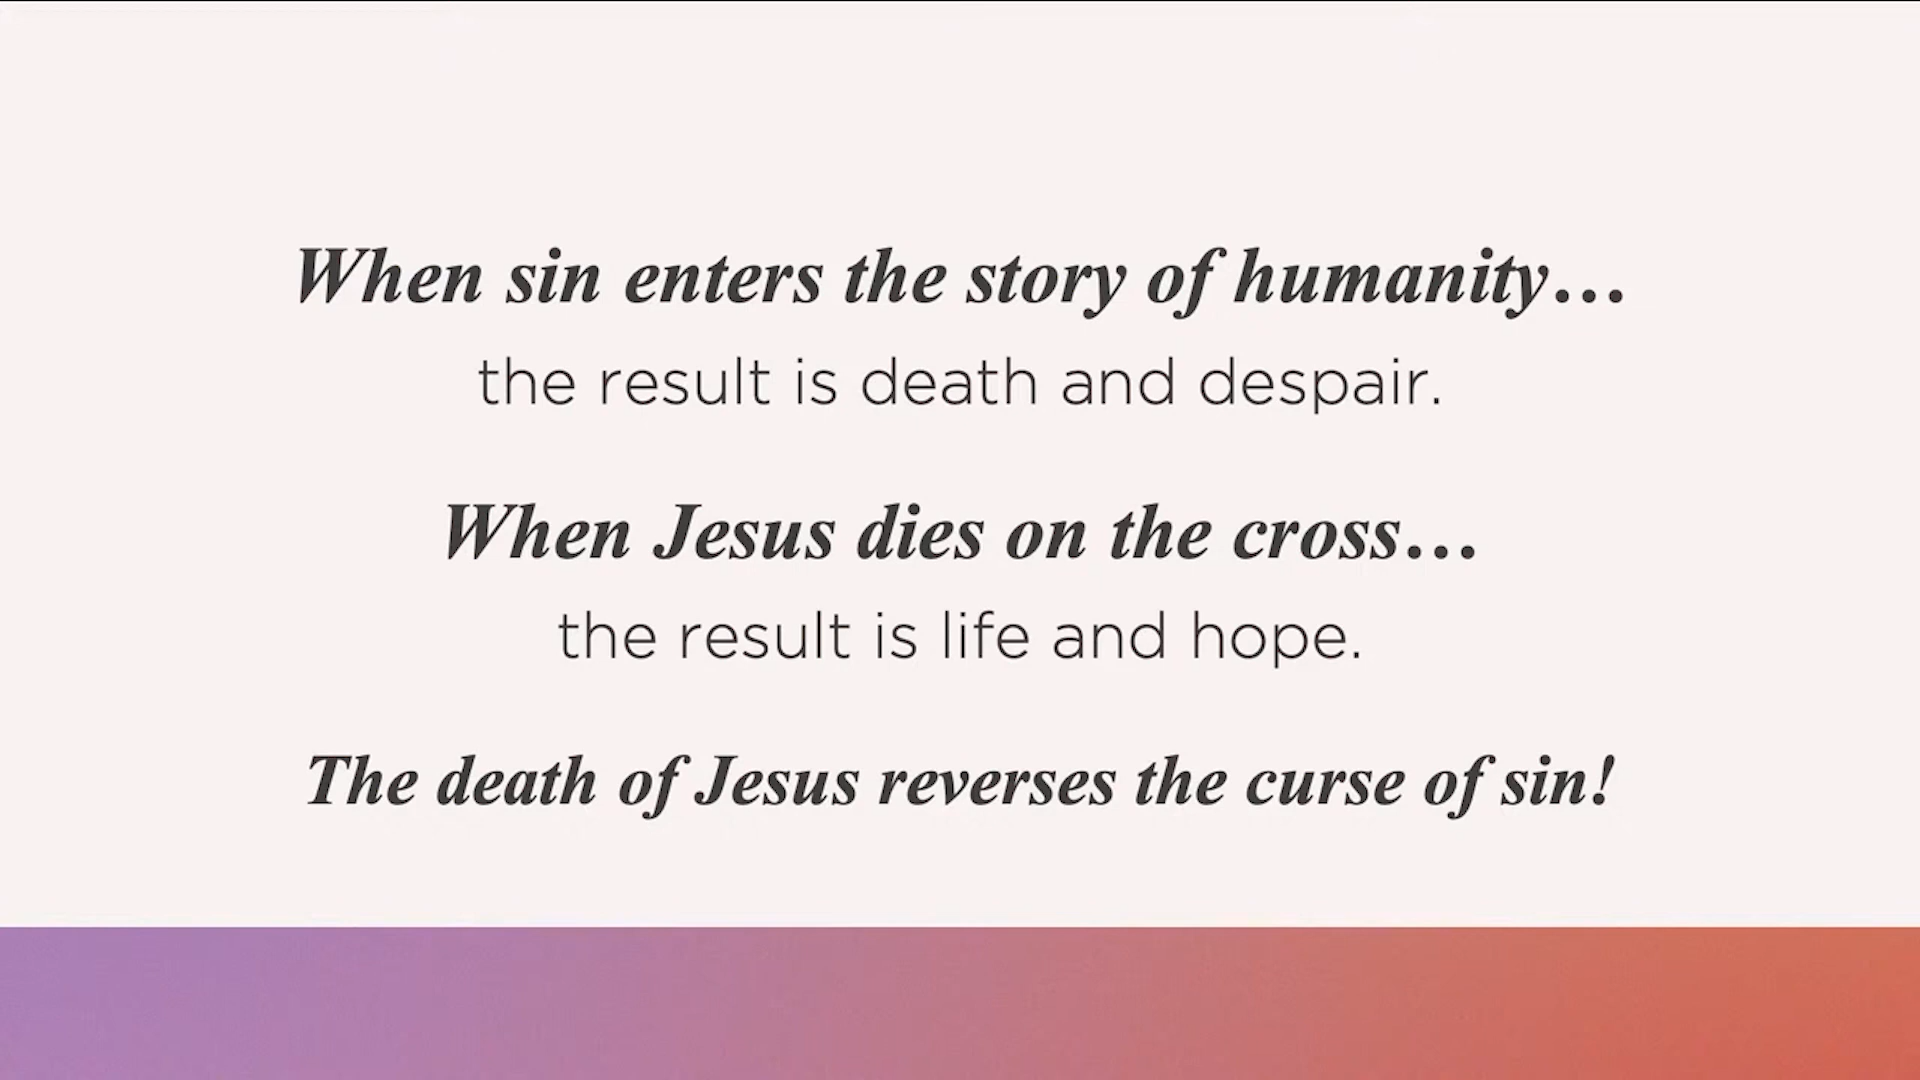 When sin enters the story of humanity…
the result is death and despair.
When Jesus dies on the cross…
the result is life and hope.
The death of Jesus reverses the curse of sin!